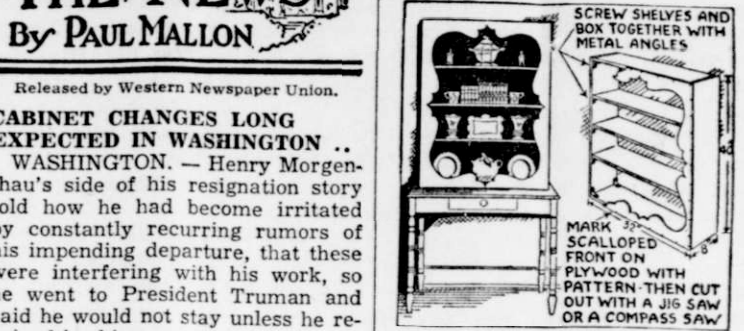 By PAUL MALLON
Released by Western Newspaper Union.
CABINET CHANGES LONG
EXPECTED IN WASHINGTON ..
WASHINGTON. — Henry Morgen-
thau's side of his resignation story
told how he had become irritated
by constantly recurring rumors of
his impending departure, that these
were interfering with his work, so
he went to President Truman and
said he would not stay unless he re-
SCREW SHELVES AND
BOX TOGETHER WITH
METAL ANGLES
32"
8"
MARK
SCALLOPED
FRONT ON
PLYWOOD WITH
PATTERN-THEN CUT
OUT WITH A JIG SAW
OR A COMPASS SAW